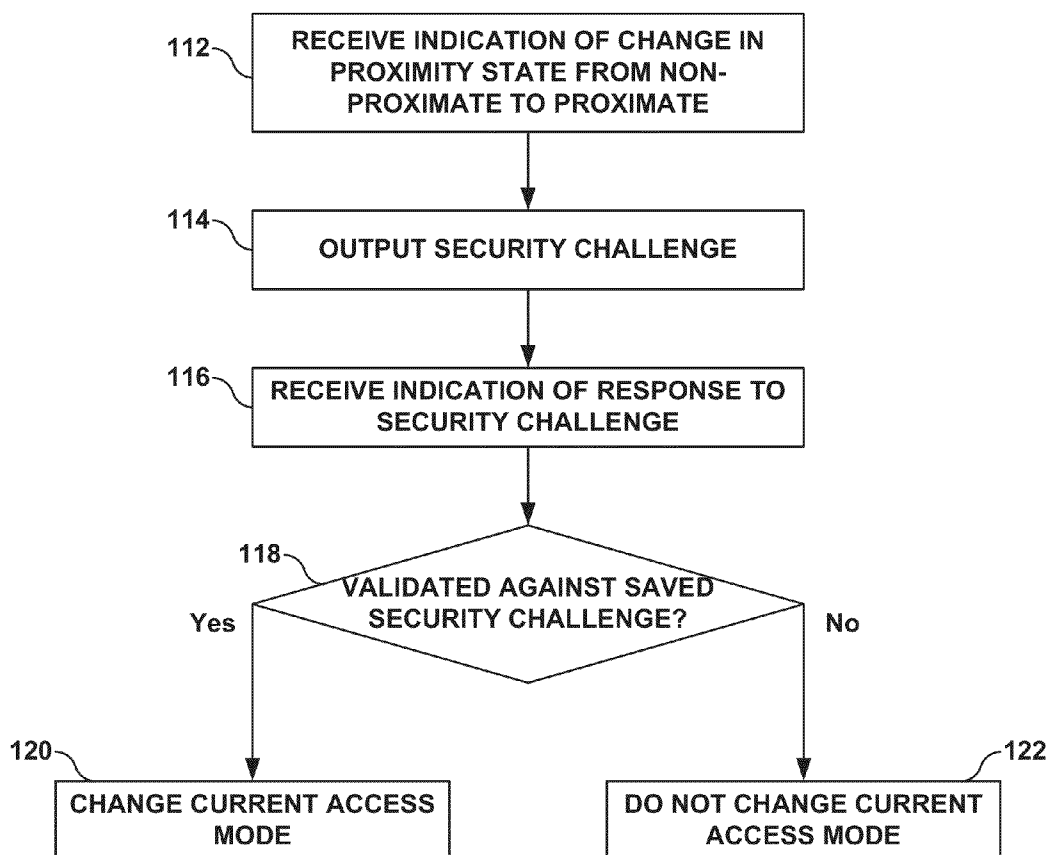 112
RECEIVE INDICATION OF CHANGE IN
PROXIMITY STATE FROM NON-
PROXIMATE TO PROXIMATE
114
OUTPUT SECURITY CHALLENGE
116
RECEIVE INDICATION OF RESPONSE TO
SECURITY CHALLENGE
118
VALIDATED AGAINST SAVED
SECURITY CHALLENGE?
Yes
No
120
CHANGE CURRENT ACCESS
MODE
122
DO NOT CHANGE CURRENT
ACCESS MODE